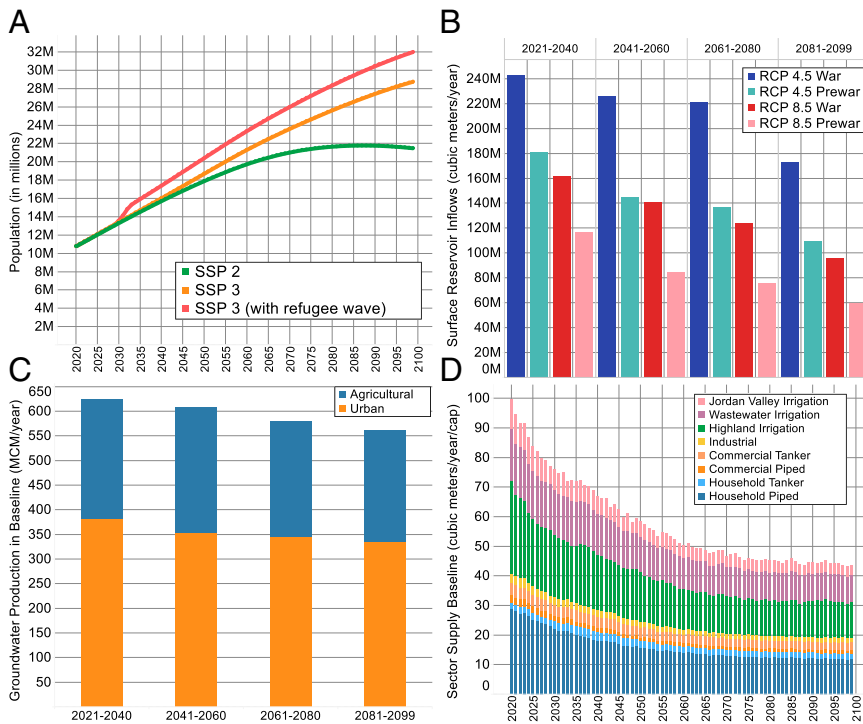 A
Population (in millions)
32M
30M
28M
26M
24M
22M
20M
18M
16M
14M
12M
10M
8M
6M
4M
2M
SSP 2
SSP 3
SSP 3 (with refugee wave)
2020
2025
2030
2035
2040
2045
2050
2055
2060
2065
2070
2075
2080
2085
2090
2095
2100
B
Surface Reservoir Inflows (cubic meters/year)
2021-2040
2041-2060
2061-2080
2081-2099
240M
220M
200M
180M
160M
140M
120M
100M
80M
60M
40M
20M
0M
RCP 4.5 War
RCP 4.5 Prewar
RCP 8.5 War
RCP 8.5 Prewar
C
Groundwater Production in Baseline (MCM/year)
650
600
550
500
450
400
350
300
250
200
150
100
50
Agricultural
Urban
2021-2040
2041-2060
2061-2080
2081-2099
D
Sector Supply Baseline (cubic meters/year/cap)
100
90
80
70
60
50
40
30
20
10
0
Jordan Valley Irrigation
Wastewater Irrigation
Highland Irrigation
Industrial
Commercial Tanker
Commercial Piped
Household Tanker
Household Piped
2020
2025
2030
2035
2040
2045
2050
2055
2060
2065
2070
2075
2080
2085
2090
2095
2100